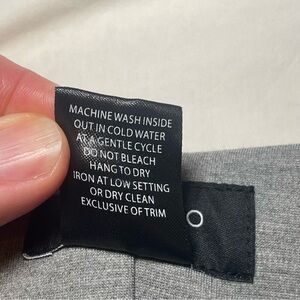 MACHINE WASH INSIDE
OUT IN COLD WATER
AT A GENTLE CYCLE
DO NOT BLEACH
HANG TO DRY
IRON AT LOW SETTING
OR DRY CLEAN
EXCLUSIVE OF TRIM